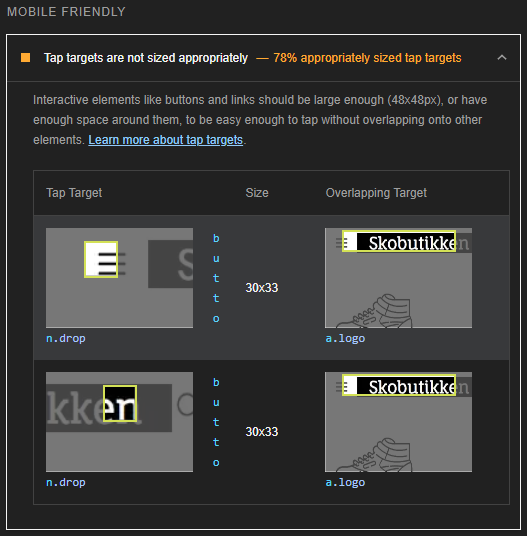 MOBILE FRIENDLY
Tap targets are not sized appropriately — 78% appropriately sized tap targets
Interactive elements like buttons and links should be large enough (48x48px), or have
enough space around them, to be easy enough to tap without overlapping onto other
elements. Learn more about tap targets.
Tap Target Size Overlapping Target
S
b
u
t
t
o
n.drop
30x33
Skobutikken
a.logo
kken
b
u
t
t
o
n.drop
30x33
Skobutikken
a.logo